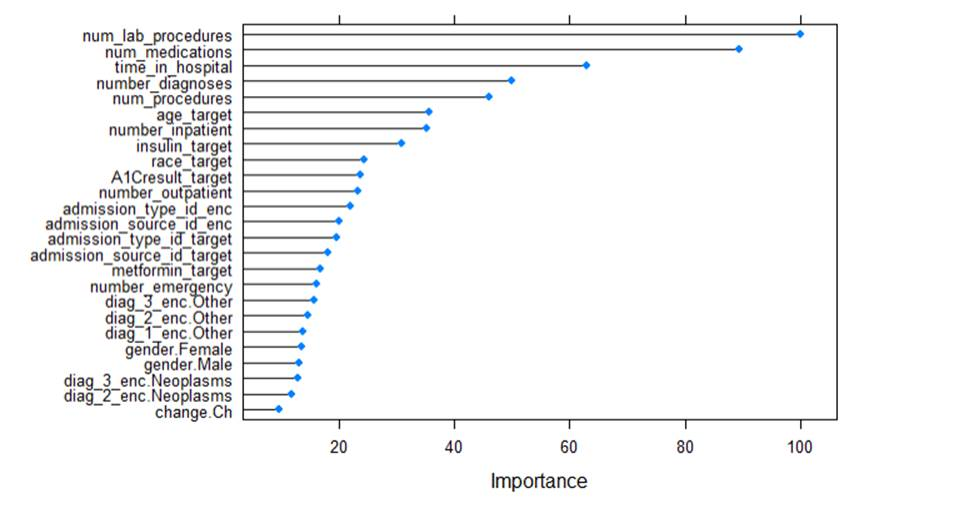 num_lab_procedures
num_medications
time_in_hospital
number_diagnoses
num_procedures
age_target
number_inpatient
insulin_target
race_target
A1Cresult_target
number_outpatient
admission_type_id_enc
admission_source_id_enc
admission_type_id_target
admission_source_id_target
metformin_target
number_emergency
diag_3_enc.Other
diag_2_enc.Other
diag_1_enc.Other
gender.Female
gender.Male
diag_3_enc.Neoplasms
diag_2_enc.Neoplasms
change.Ch
20 40 60 80 100
Importance